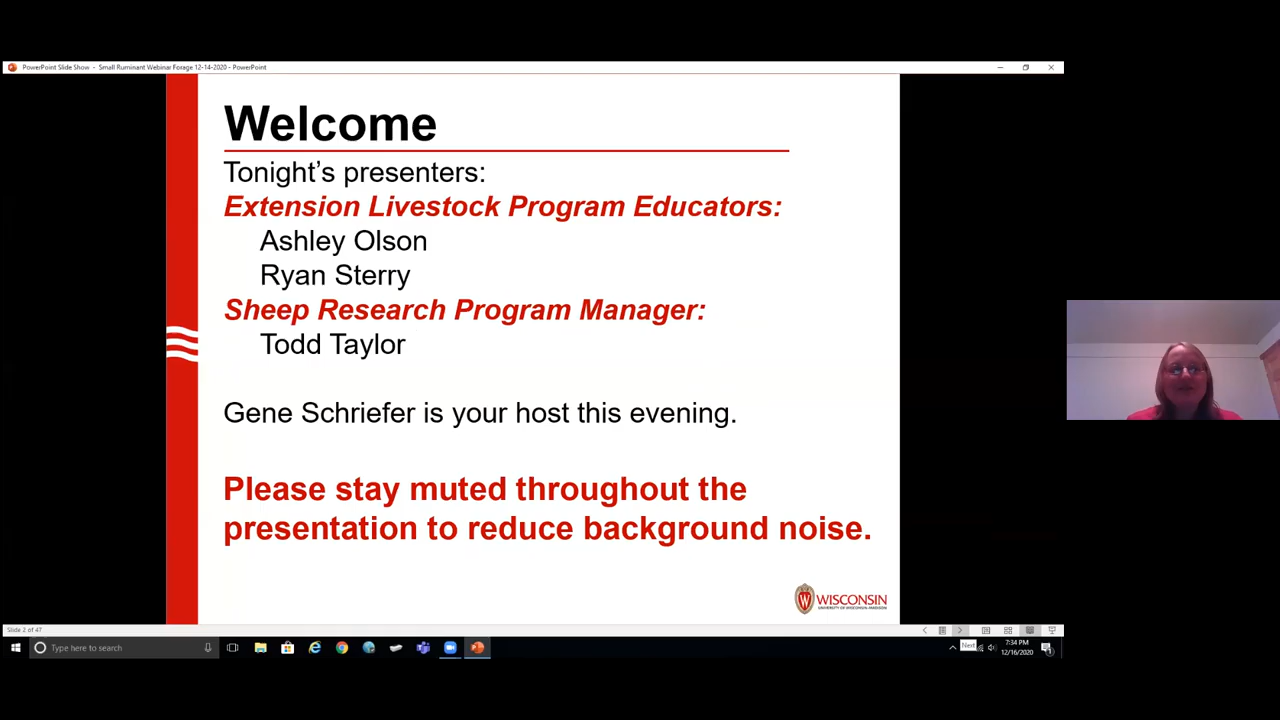 PowerPoint Slide Show - Small Ruminant Webinar Forage 12-14-2020 - PowerPoint
Welcome
Tonight's presenters:
Extension Livestock Program Educators:
Ashley Olson
Ryan Sterry
Sheep Research Program Manager:
Todd Taylor
Gene Schriefer is your host this evening.
Please stay muted throughout the
presentation to reduce background noise.
W WISCONSIN
UNIVERSITY OF WISCONSIN-MADISON
Slide 2 of 47
Type here to search
Next
7:34 PM
12/16/2020